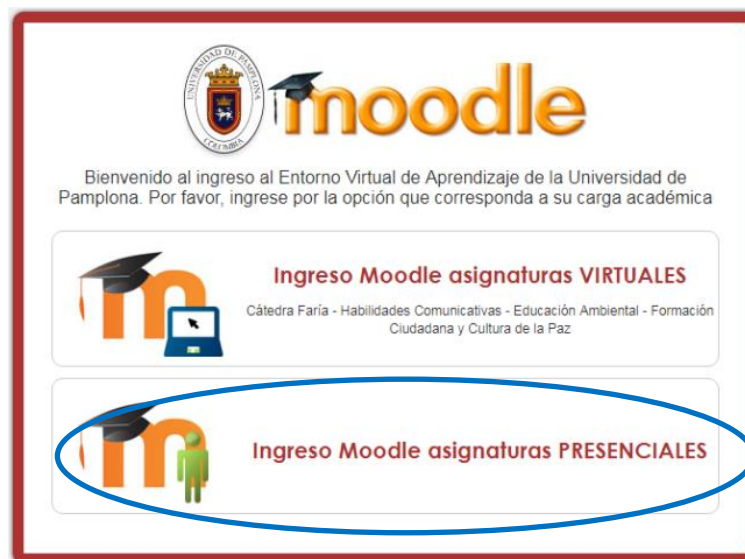 UNIVERSIDAD DE PAMPLONA
COLOMBIA
moodle
Bienvenido al ingreso al Entorno Virtual de Aprendizaje de la Universidad de
Pamplona. Por favor, ingrese por la opción que corresponda a su carga académica
m
Ingreso Moodle asignaturas VIRTUALES
Cátedra Faría - Habilidades Comunicativas - Educación Ambiental - Formación
Ciudadana y Cultura de la Paz
m
Ingreso Moodle asignaturas PRESENCIALES